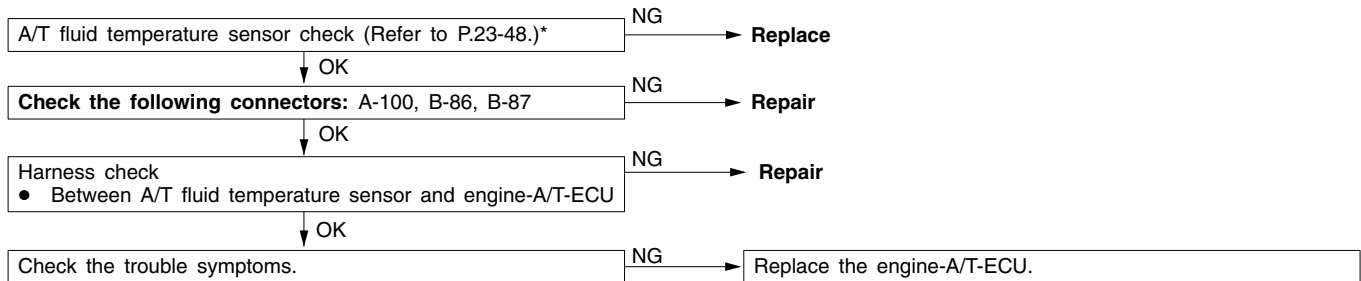 NG
A/T fluid temperature sensor check (Refer to P.23-48.)*
Replace
OK
NG
Check the following connectors: A-100, B-86, B-87
Repair
OK
NG
Harness check
Repair
● Between A/T fluid temperature sensor and engine-A/T-ECU
OK
NG
Check the trouble symptoms.
Replace the engine-A/T-ECU.